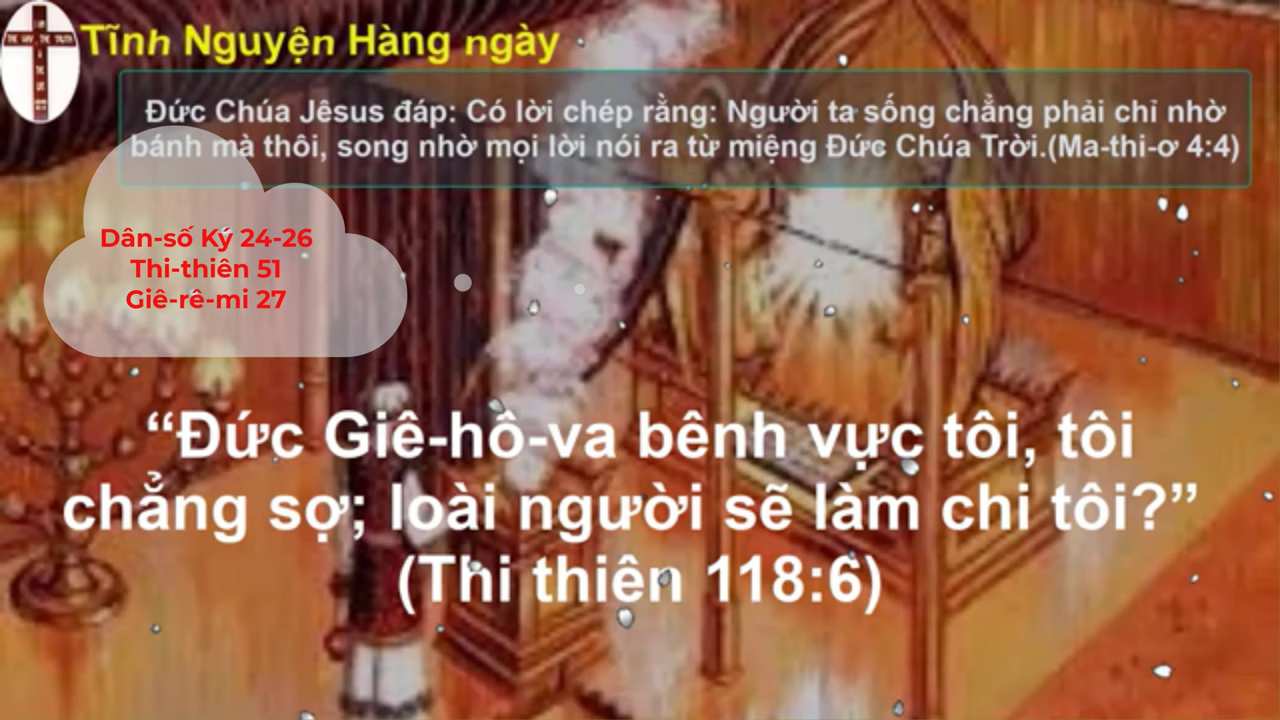 Tĩnh Nguyện Hàng ngày
Đức Chúa Jêsus đáp: Có lời chép rằng: Người ta sống chẳng phải chỉ nhờ
bánh mà thôi, song nhờ mọi lời nói ra từ miệng Đức Chúa Trời.(Ma-thi-ơ 4:4)
Dân-số Ký 24-26
Thi-thiên 51
Giê-rê-mi 27
“Đức Giê-hô-va bênh vực tôi, tôi
chẳng sợ; loài người sẽ làm chi tôi?”
(Thi thiên 118:6)